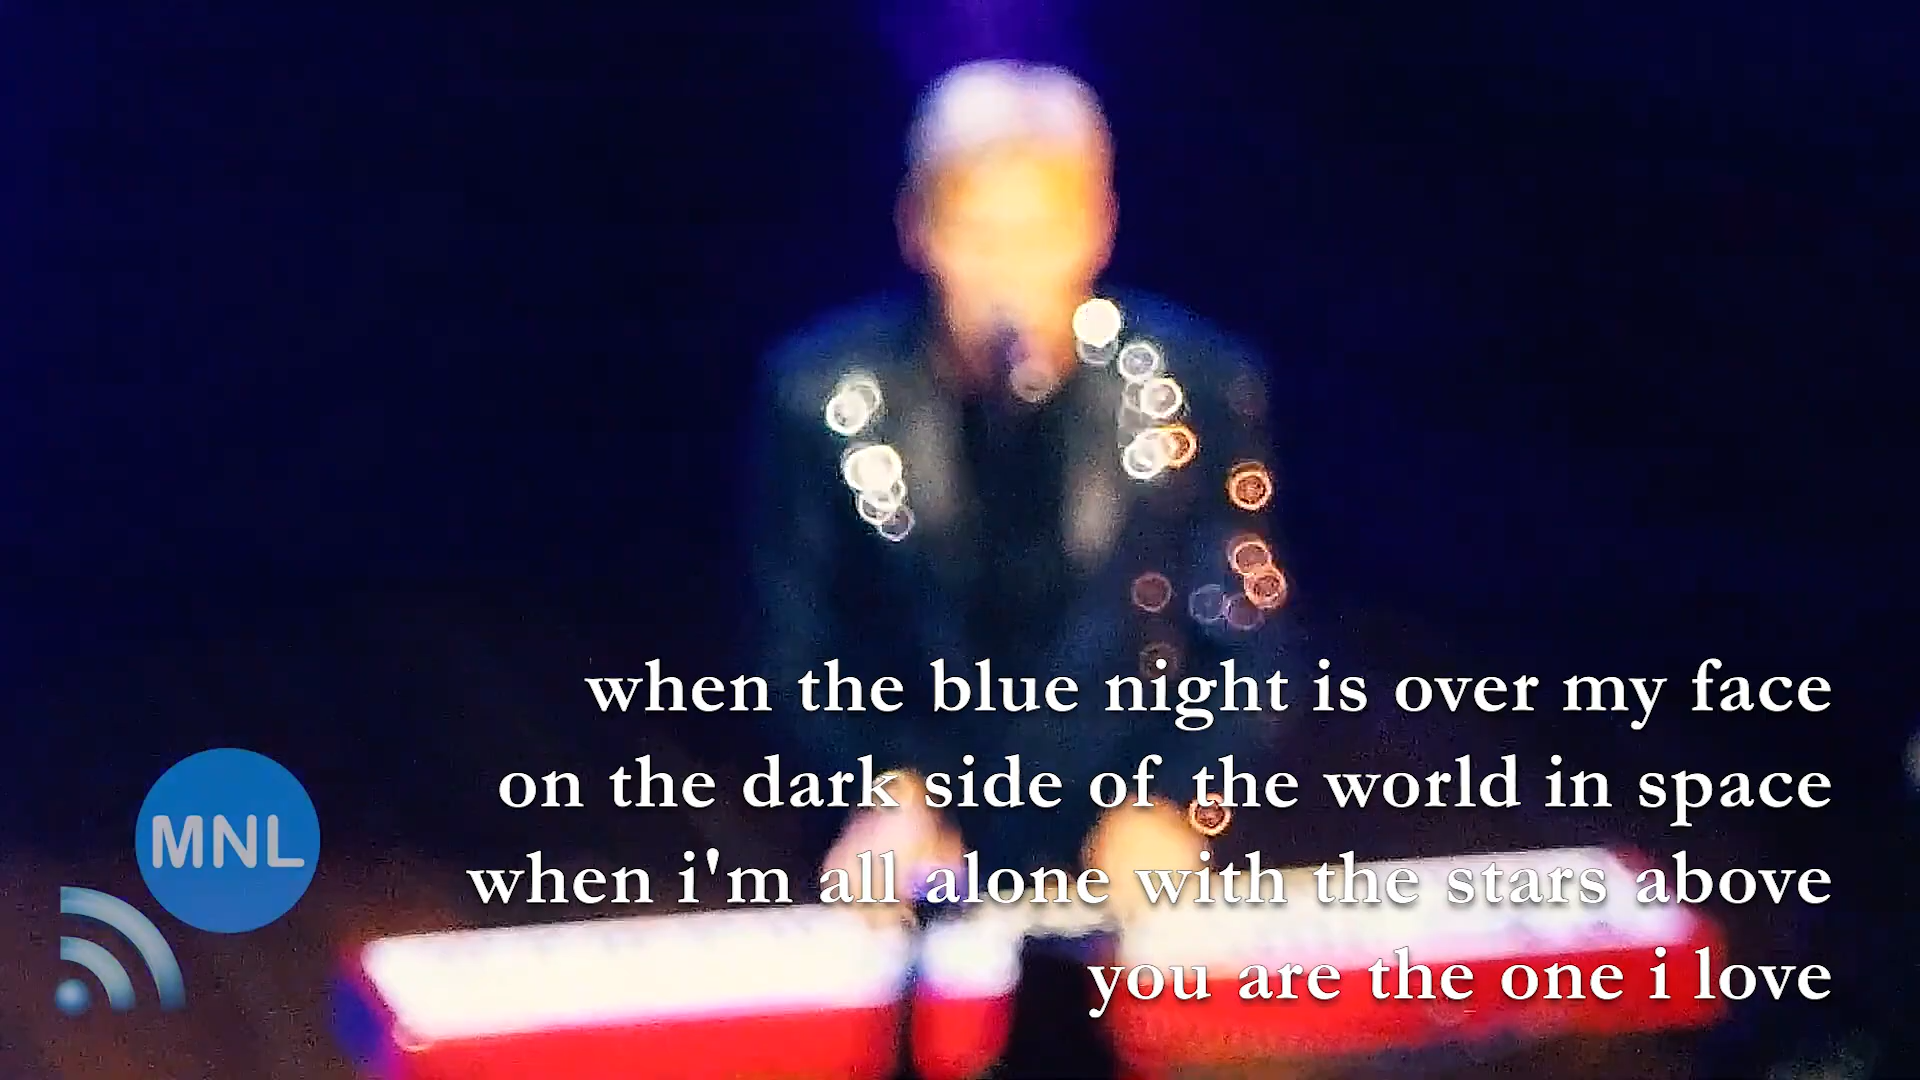 when the blue night is over my face
on the dark side of the world in space
when i'm all alone with the stars above
you are the one i love
MNL